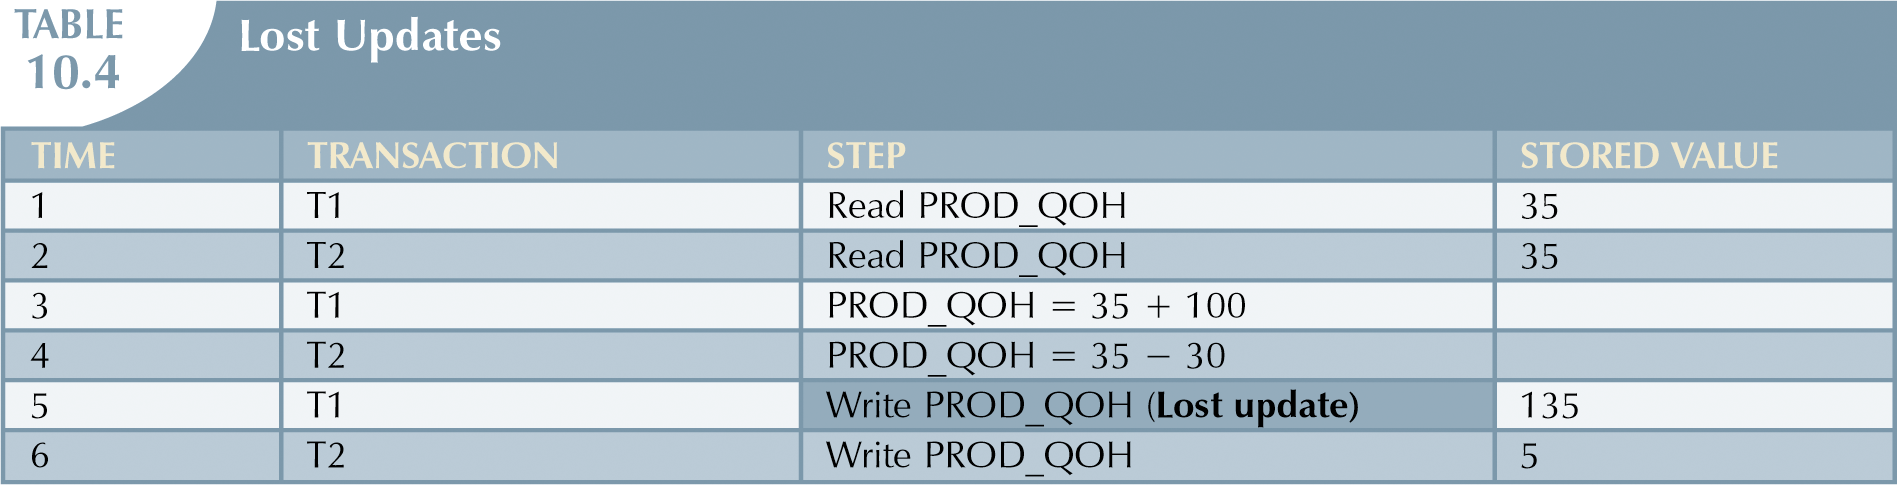 TABLE 10.4
Lost Updates
TIME TRANSACTION STEP STORED VALUE
1 T1 Read PROD_QOH 35
2 T2 Read PROD_QOH 35
3 T1 PROD_QOH = 35 + 100
4 T2 PROD_QOH = 35 − 30
5 T1 Write PROD_QOH (Lost update) 135
6 T2 Write PROD_QOH 5